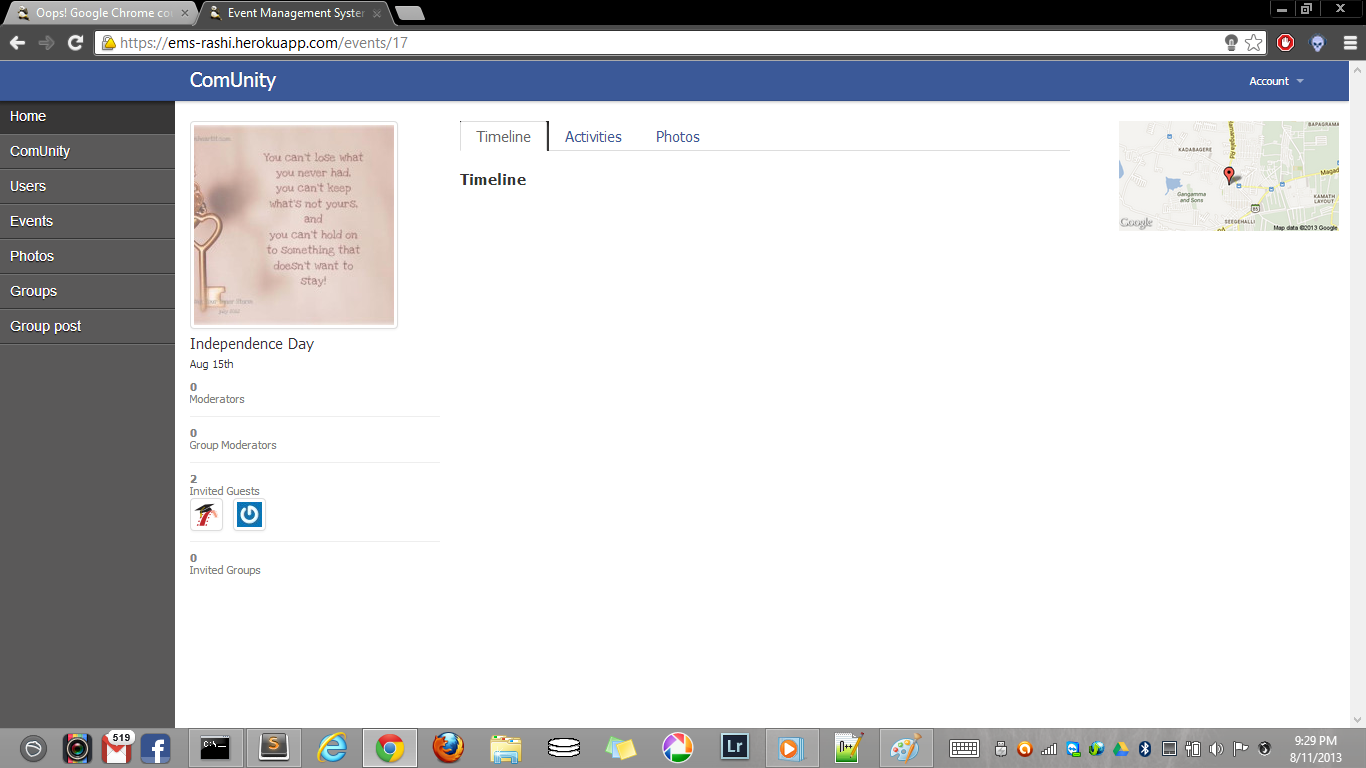 Oops! Google Chrome co
Event Management System
https://ems-rashi.herokuapp.com/events/17
ComUnity
Account
Home
ComUnity
Users
Events
Photos
Groups
Group post
You can't lose what
you never had,
you can't keep
what's not yours,
and
you can't hold on
to something that
doesn't want to
stay!
Independence Day
Aug 15th
0
Moderators
0
Group Moderators
2
Invited Guests
0
Invited Groups
Timeline
Activities
Photos
Timeline
KADABAGERE
Gangamma
and Sons
SEEGEHALLI
KAMATH
LAYOUT
BAPAGRAMA
Magad
Google
Map data ©2013 Google
519
C:\_
S
Lr
N++
9:29 PM
8/11/2013